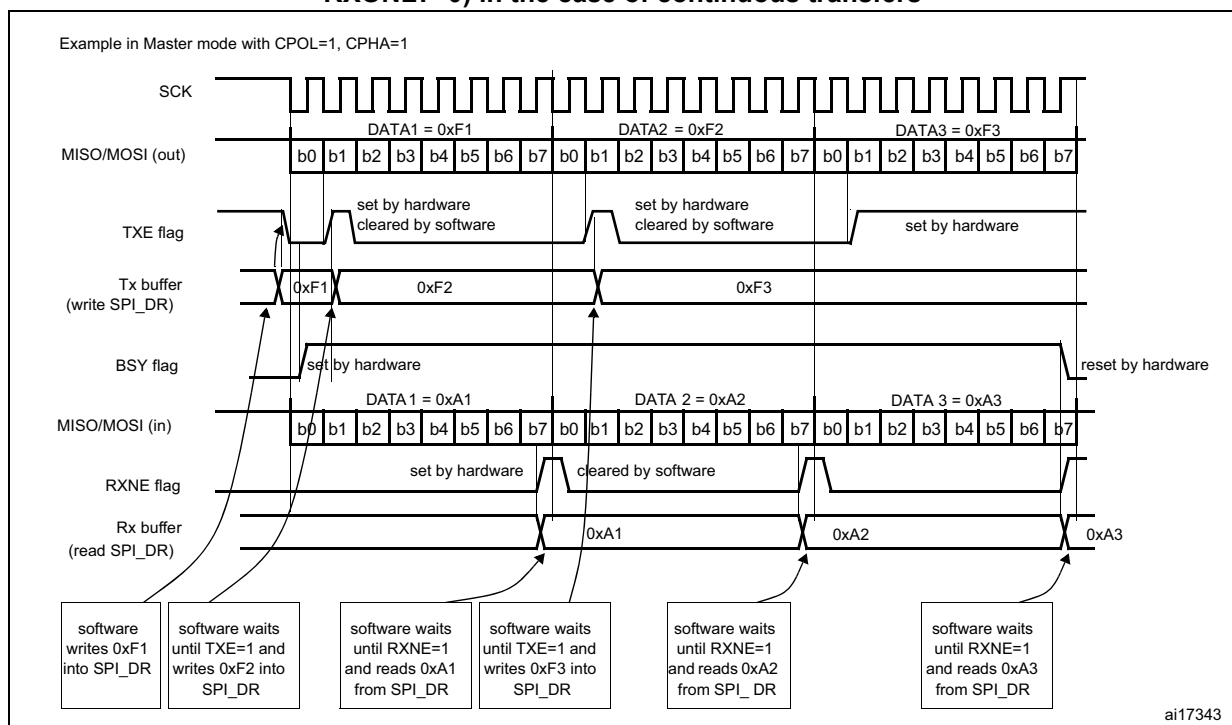 RXONLY=0) in the case of continuous transfers
Example in Master mode with CPOL=1, CPHA=1
SCK
DATA1 = 0xF1 DATA2 = 0xF2 DATA3 = 0xF3
MISO/MOSI (out) b0 b1 b2 b3 b4 b5 b6 b7 b0 b1 b2 b3 b4 b5 b6 b7 b0 b1 b2 b3 b4 b5 b6 b7
set by hardware set by hardware
cleared by software cleared by software set by hardware
TXE flag
Tx buffer 0xF1 0xF2 0xF3
(write SPI_DR)
BSY flag set by hardware reset by hardware
DATA 1 = 0xA1 DATA 2 = 0xA2 DATA 3 = 0xA3
MISO/MOSI (in) b0 b1 b2 b3 b4 b5 b6 b7 b0 b1 b2 b3 b4 b5 b6 b7 b0 b1 b2 b3 b4 b5 b6 b7
set by hardware cleared by software
RXNE flag
Rx buffer 0xA1 0xA2 0xA3
(read SPI_DR)
software
writes 0xF1
into SPI_DR
software waits
until TXE=1 and
writes 0xF2 into
SPI_DR
software waits
until RXNE=1
and reads 0xA1
from SPI_DR
software waits
until TXE=1 and
writes 0xF3 into
SPI_DR
software waits
until RXNE=1
and reads 0xA2
from SPI_ DR
software waits
until RXNE=1
and reads 0xA3
from SPI_DR
ai17343